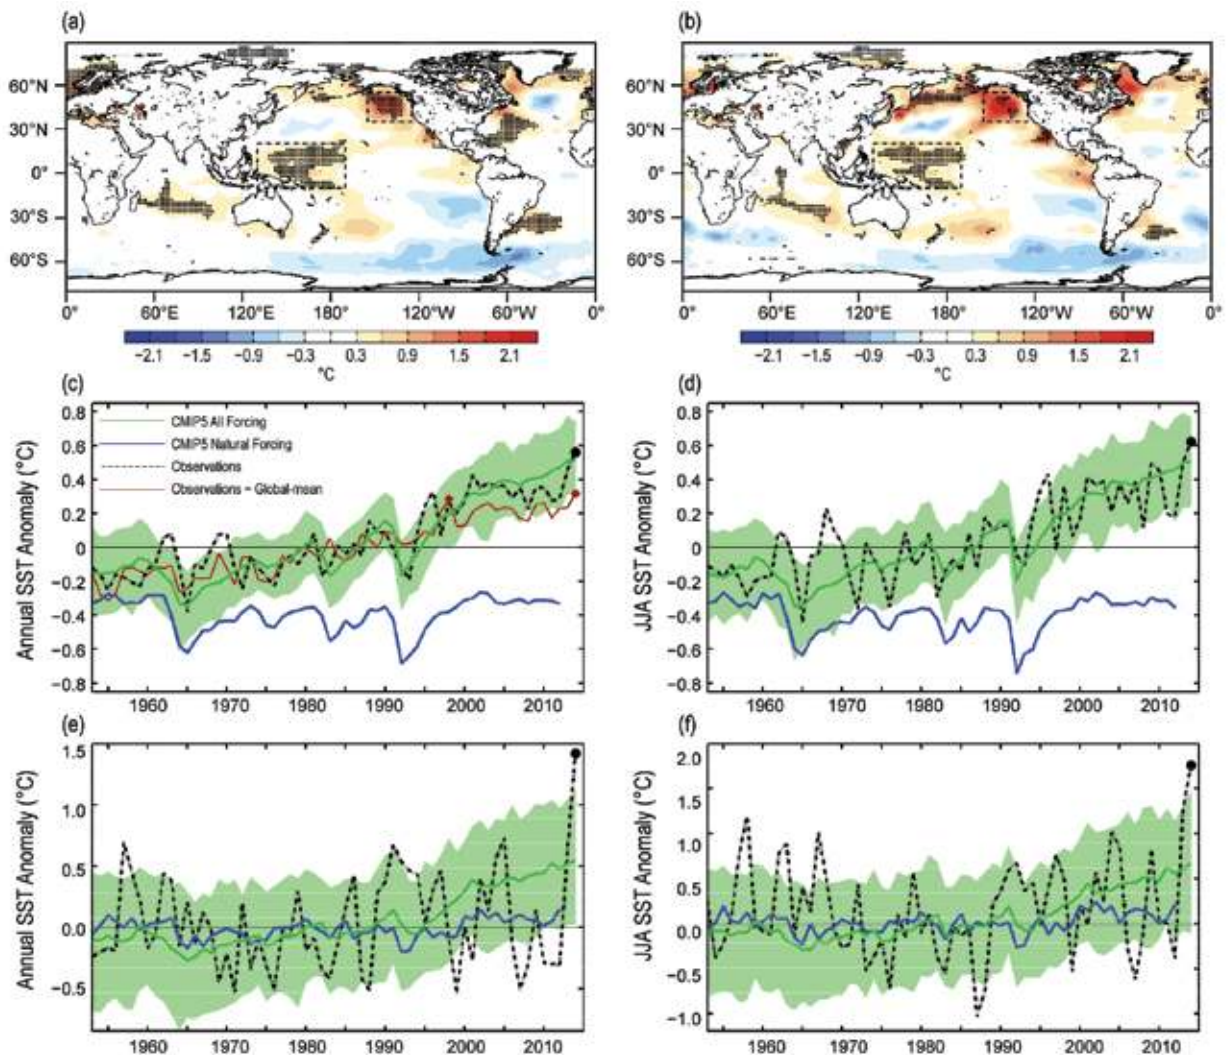 (a)
(b)
60°N
30°N
0°
30°S
60°S
0° 60°E 120°E 180° 120°W 60°W 0°
−2.1 −1.5 −0.9 −0.3 0.3 0.9 1.5 2.1
°C
60°N
30°N
0°
30°S
60°S
0° 60°E 120°E 180° 120°W 60°W 0°
−2.1 −1.5 −0.9 −0.3 0.3 0.9 1.5 2.1
°C
(c)
Annual SST Anomaly (°C)
0.8
0.6
0.4
0.2
0
−0.2
−0.4
−0.6
−0.8
CMIP5 All Forcing
CMIP5 Natural Forcing
Observations
Observations − Global-mean
1960 1970 1980 1990 2000 2010
(d)
JJA SST Anomaly (°C)
0.8
0.6
0.4
0.2
0
−0.2
−0.4
−0.6
−0.8
1960 1970 1980 1990 2000 2010
(e)
Annual SST Anomaly (°C)
1.5
1.0
0.5
0.0
−0.5
1960 1970 1980 1990 2000 2010
(f)
JJA SST Anomaly (°C)
2.0
1.5
1.0
0.5
0.0
−0.5
−1.0
1960 1970 1980 1990 2000 2010